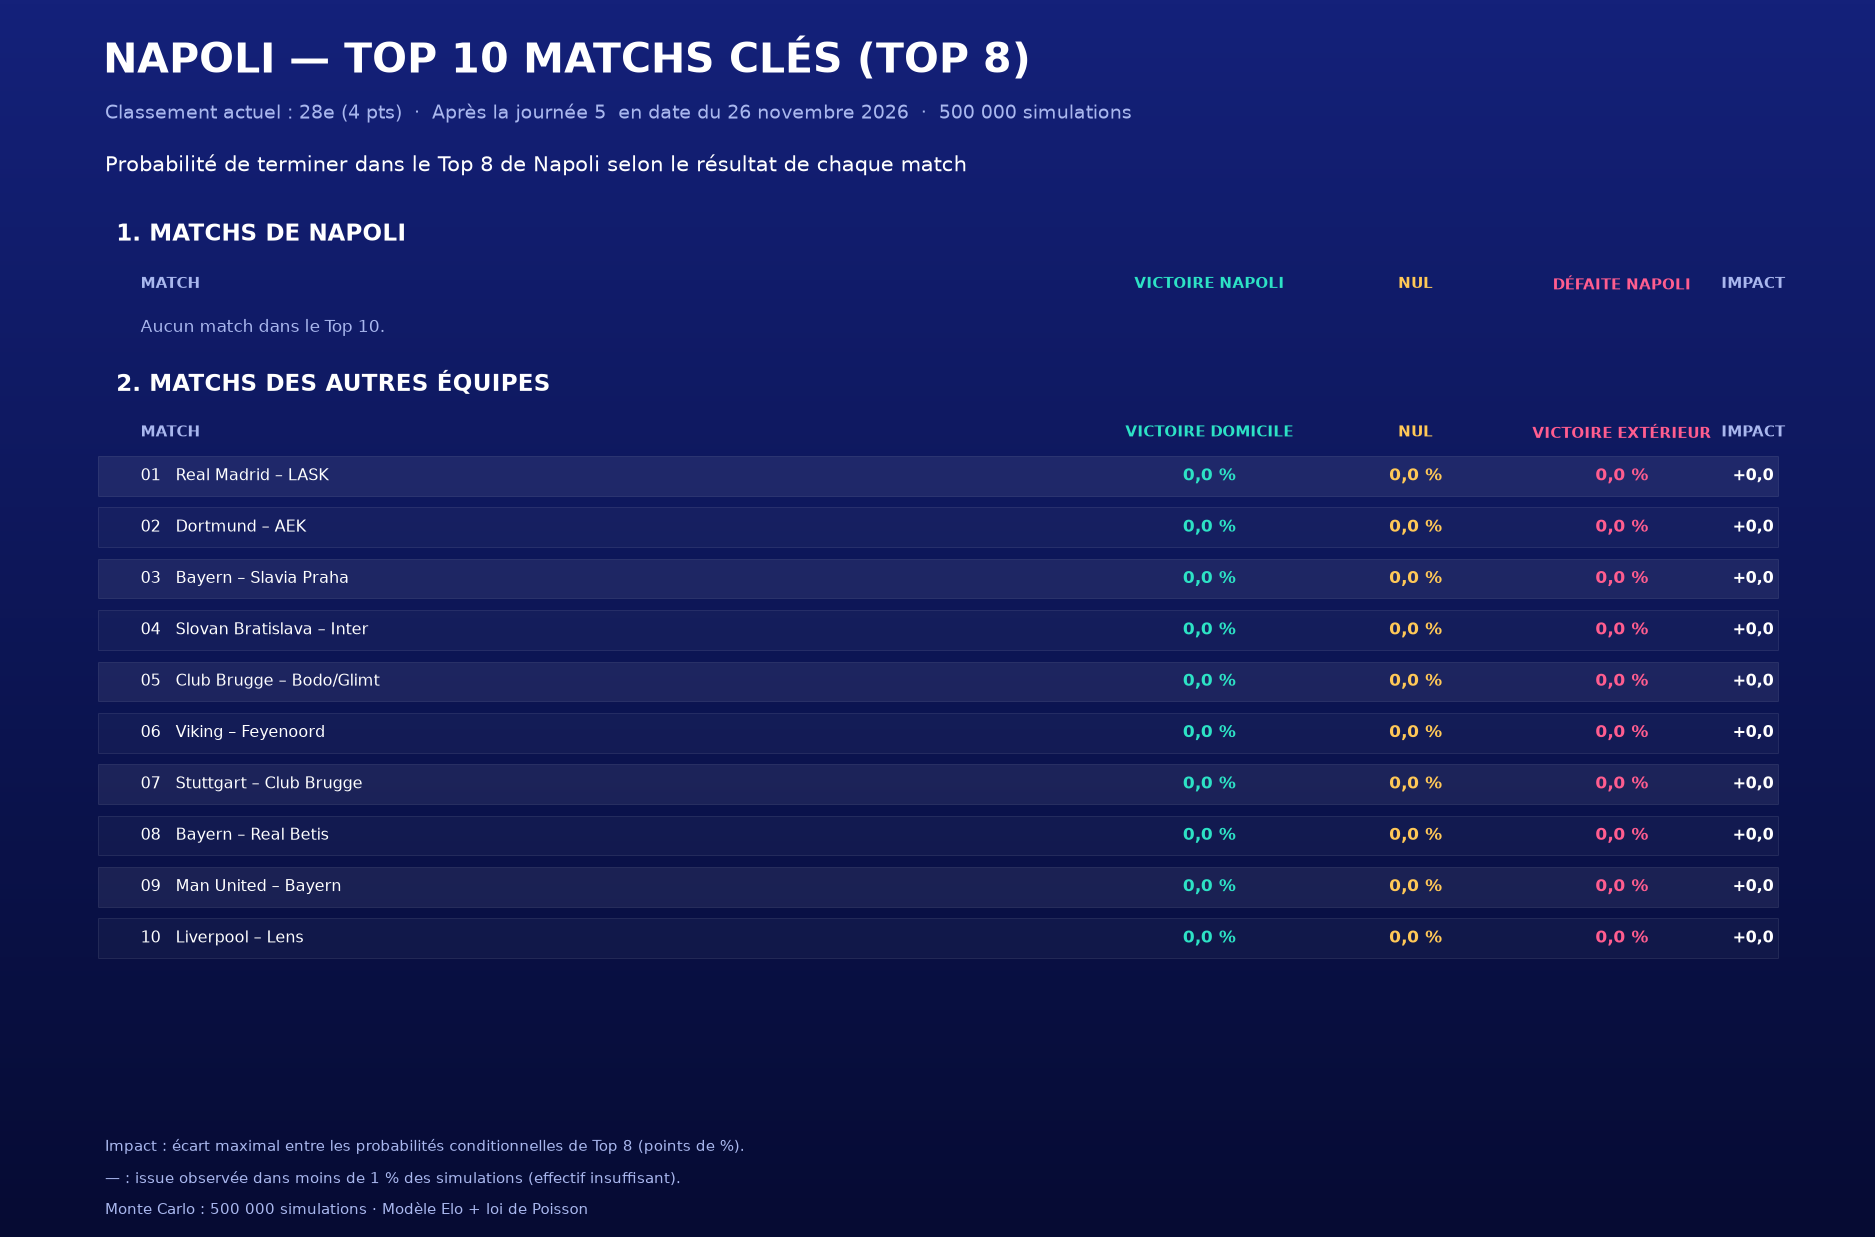 NAPOLI — TOP 10 MATCHS CLÉS (TOP 8)
Classement actuel : 28e (4 pts) · Après la journée 5 en date du 26 novembre 2026 · 500 000 simulations
Probabilité de terminer dans le Top 8 de Napoli selon le résultat de chaque match
1. MATCHS DE NAPOLI
MATCH VICTOIRE NAPOLI NUL DÉFAITE NAPOLI IMPACT
Aucun match dans le Top 10.
2. MATCHS DES AUTRES ÉQUIPES
MATCH VICTOIRE DOMICILE NUL VICTOIRE EXTÉRIEUR IMPACT
01 Real Madrid – LASK 0,0 % 0,0 % 0,0 % +0,0
02 Dortmund – AEK 0,0 % 0,0 % 0,0 % +0,0
03 Bayern – Slavia Praha 0,0 % 0,0 % 0,0 % +0,0
04 Slovan Bratislava – Inter 0,0 % 0,0 % 0,0 % +0,0
05 Club Brugge – Bodo/Glimt 0,0 % 0,0 % 0,0 % +0,0
06 Viking – Feyenoord 0,0 % 0,0 % 0,0 % +0,0
07 Stuttgart – Club Brugge 0,0 % 0,0 % 0,0 % +0,0
08 Bayern – Real Betis 0,0 % 0,0 % 0,0 % +0,0
09 Man United – Bayern 0,0 % 0,0 % 0,0 % +0,0
10 Liverpool – Lens 0,0 % 0,0 % 0,0 % +0,0
Impact : écart maximal entre les probabilités conditionnelles de Top 8 (points de %).
— : issue observée dans moins de 1 % des simulations (effectif insuffisant).
Monte Carlo : 500 000 simulations · Modèle Elo + loi de Poisson